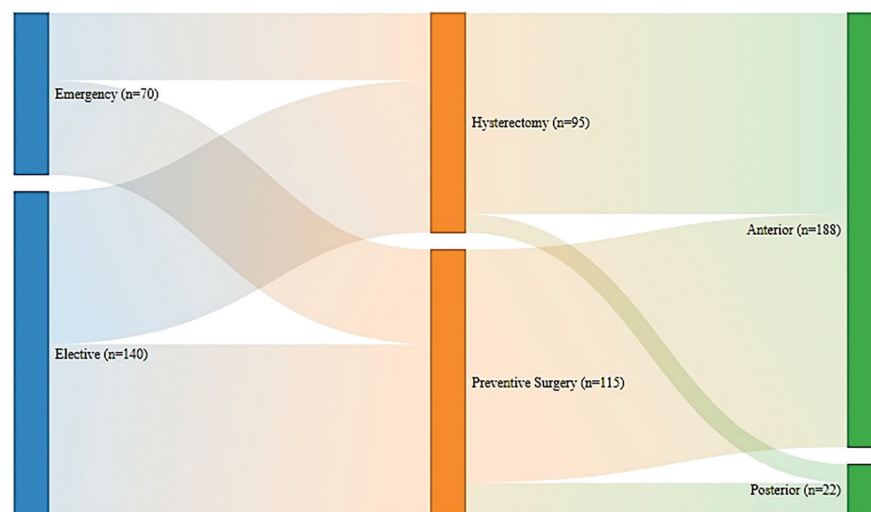 Emergency (n=70)
Hysterectomy (n=95)
Anterior (n=188)
Elective (n=140)
Preventive Surgery (n=115)
Posterior (n=22)